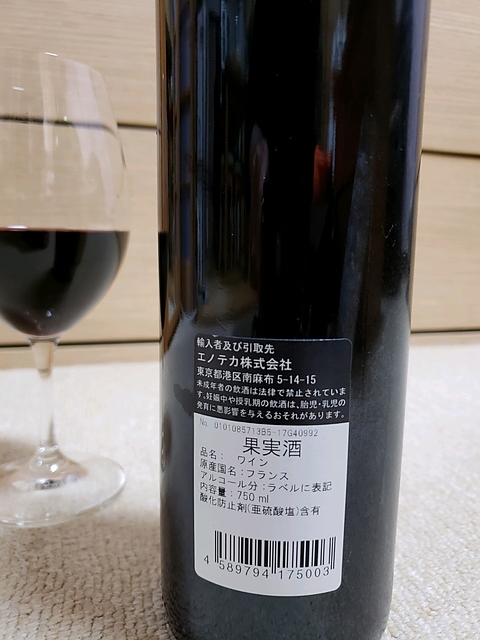 輸入者及び引取先
エノテカ株式会社
東京都港区南麻布 5-14-15
未成年者の飲酒は法律で禁止されていま
す。妊娠中や授乳期の飲酒は、胎児・乳児の
発育に悪影響を与えるおそれがあります。
No. 0101085713B5-17G40992
果実酒
品名： ワイン
原産国名：フランス
アルコール分：ラベルに表記
内容量：750 ml
酸化防止剤(亜硫酸塩)含有
4 589794 175003